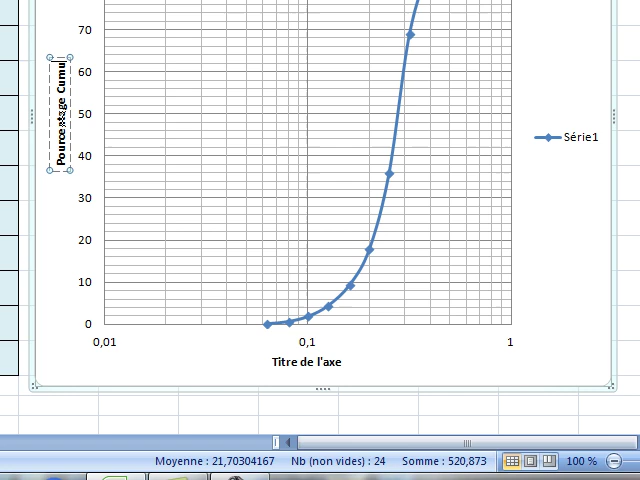 70
60
50
40
30
20
10
0
Pourcentage Cumul
0,01 0,1 1
Titre de l'axe
Série1
Moyenne : 21,70304167 Nb (non vides) : 24 Somme : 520,873 100 %